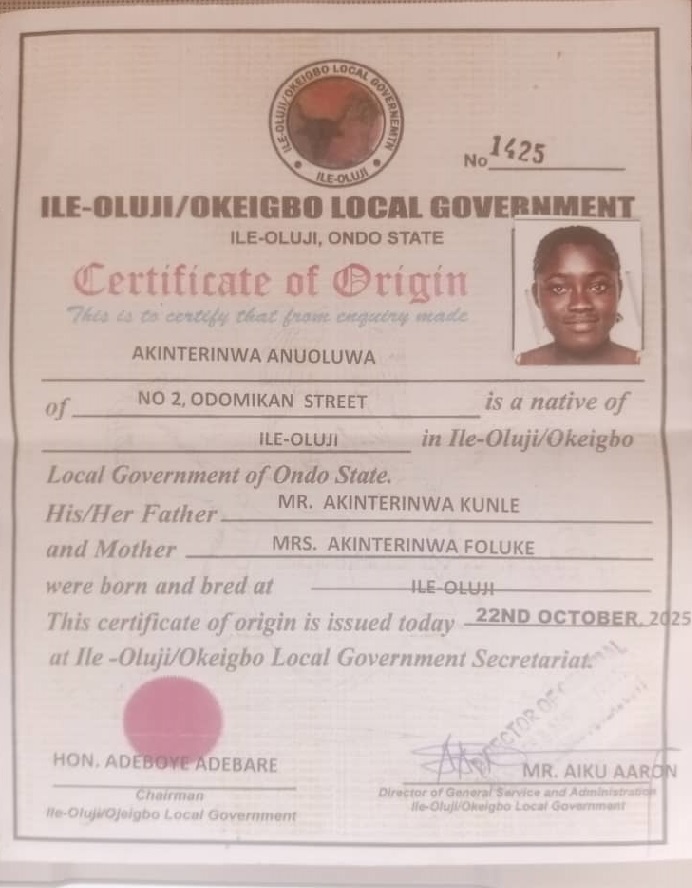 ILE-OLUJI/OKEIGBO LOCAL GOVERNEMTN
ILE-OLUJI
No 1425
ILE-OLUJI/OKEIGBO LOCAL GOVERNMENT
ILE-OLUJI, ONDO STATE
Certificate of Origin
This is to certify that from enquiry made
AKINTERINWA ANUOLUWA
of NO 2, ODOMIKAN STREET is a native of
ILE-OLUJI in Ile-Oluji/Okeigbo
Local Government of Ondo State.
His/Her Father MR. AKINTERINWA KUNLE
and Mother MRS. AKINTERINWA FOLUKE
were born and bred at ILE-OLUJI
This certificate of origin is issued today 22ND OCTOBER, 2025
at Ile -Oluji/Okeigbo Local Government Secretariat.
DIRECTOR OF
HON. ADEBOYE ADEBARE
Chairman
Ile-Oluji/Ojeigbo Local Government
MR. AIKU AARON
Director of General Service and Administration
Ile-Oluji/Okeigbo Local Government